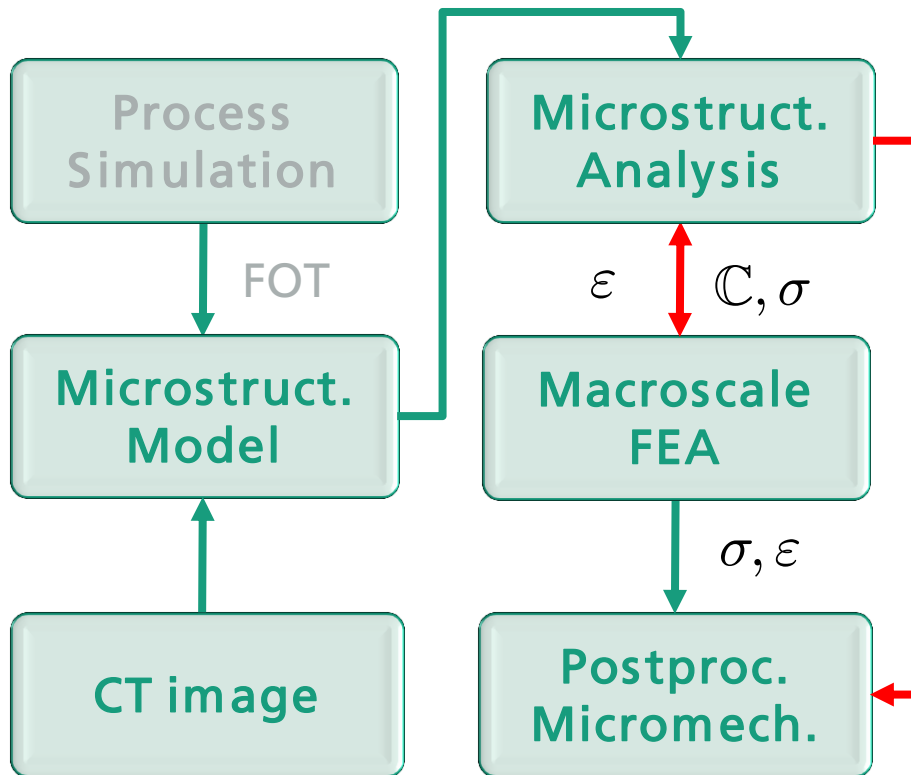 Process
Simulation
FOT
Microstruct.
Model
CT image
Microstruct.
Analysis
ε
ℂ, σ
Macroscale
FEA
σ, ε
Postproc.
Micromech.